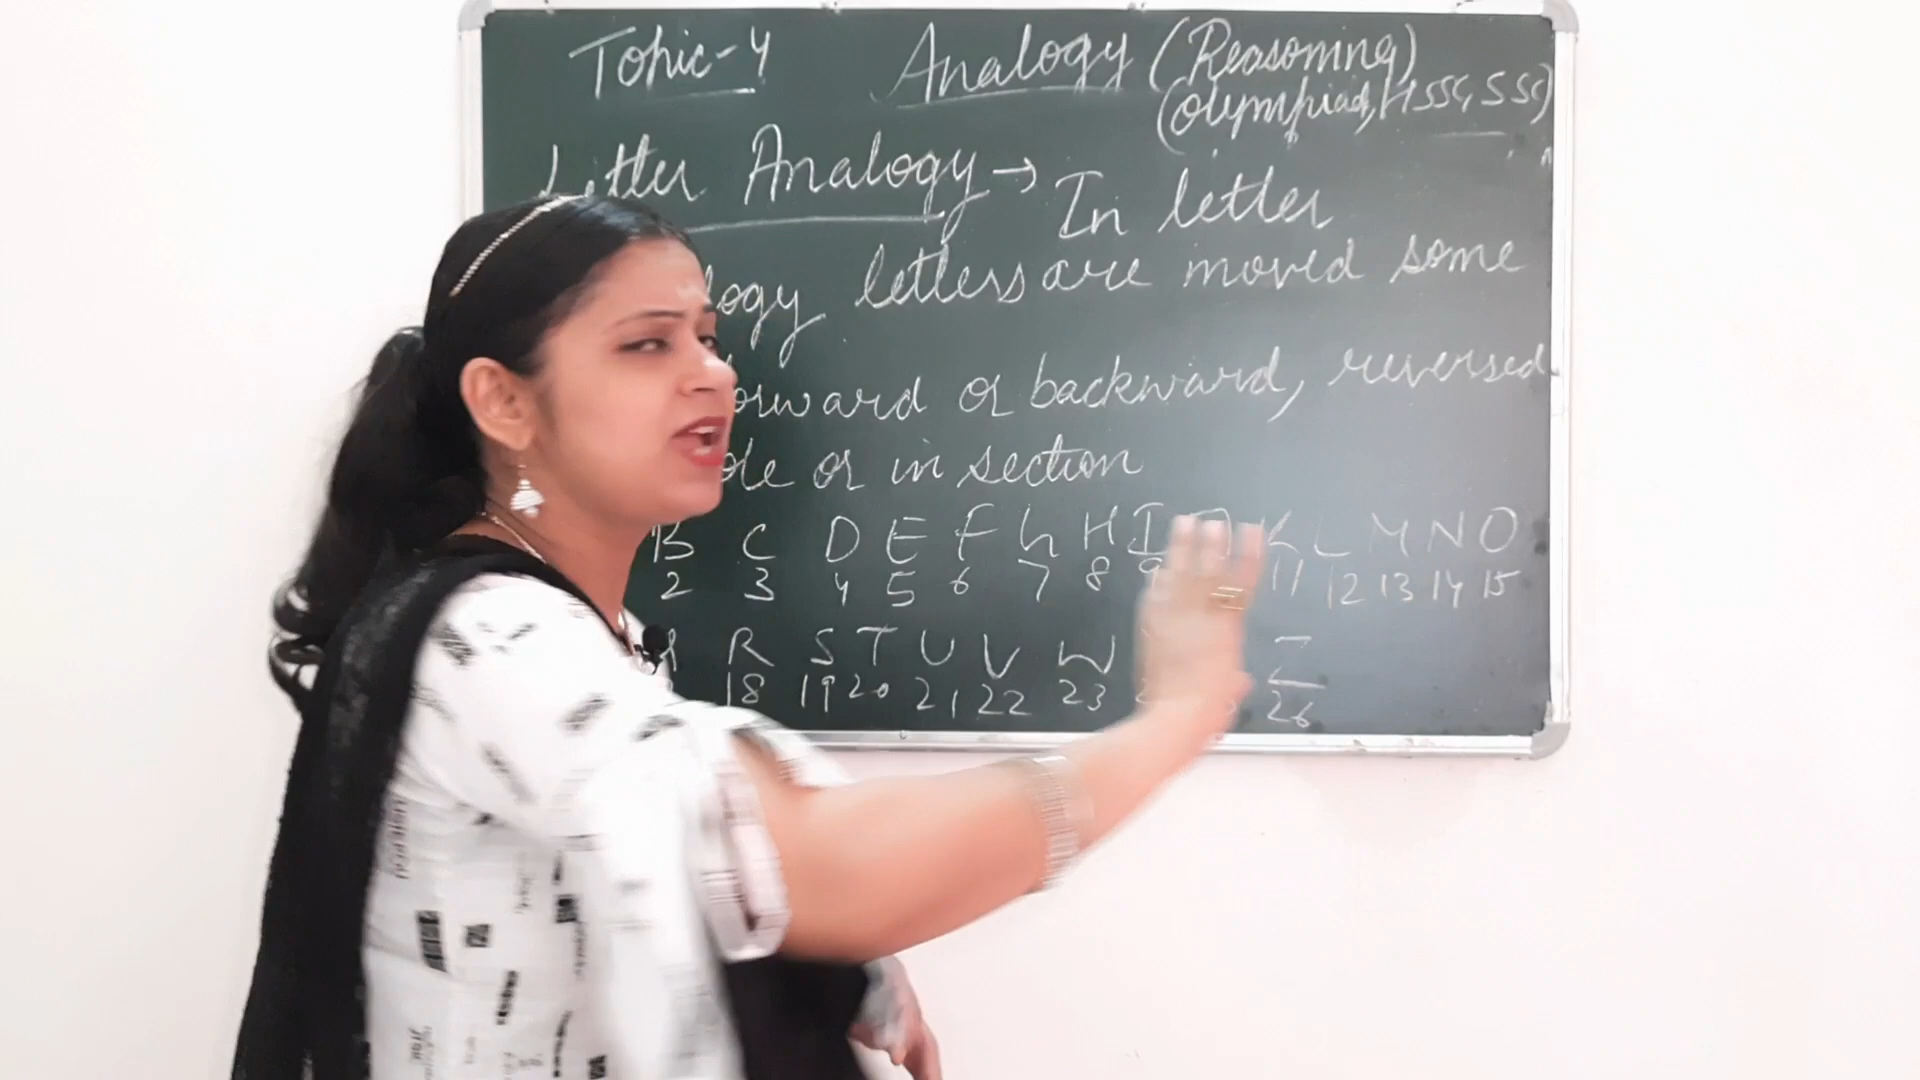 Topic-4 Analogy (Reasoning)
(Olympiad, HSSC, SSC)
Letter Analogy → In letter
logy letters are moved some
orward or backward, reversed
ole or in section
B C D E F G H I K L M N O
2 3 4 5 6 7 8 9 11 12 13 14 15
R S T U V W Z
18 19 20 21 22 23 26